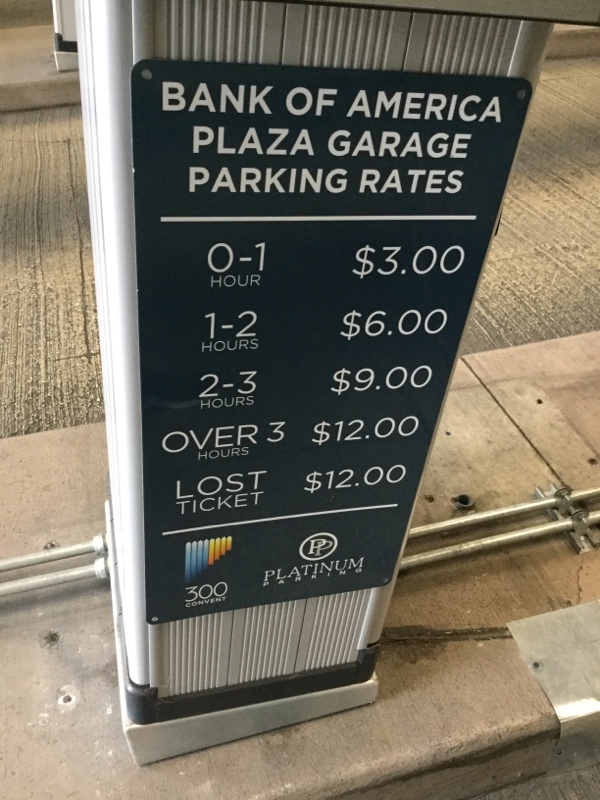 BANK OF AMERICA
PLAZA GARAGE
PARKING RATES
0-1 $3.00
HOUR
1-2 $6.00
HOURS
2-3 $9.00
HOURS
OVER 3 $12.00
HOURS
LOST $12.00
TICKET
PP
300 PLATINUM
CONVENT PARKING